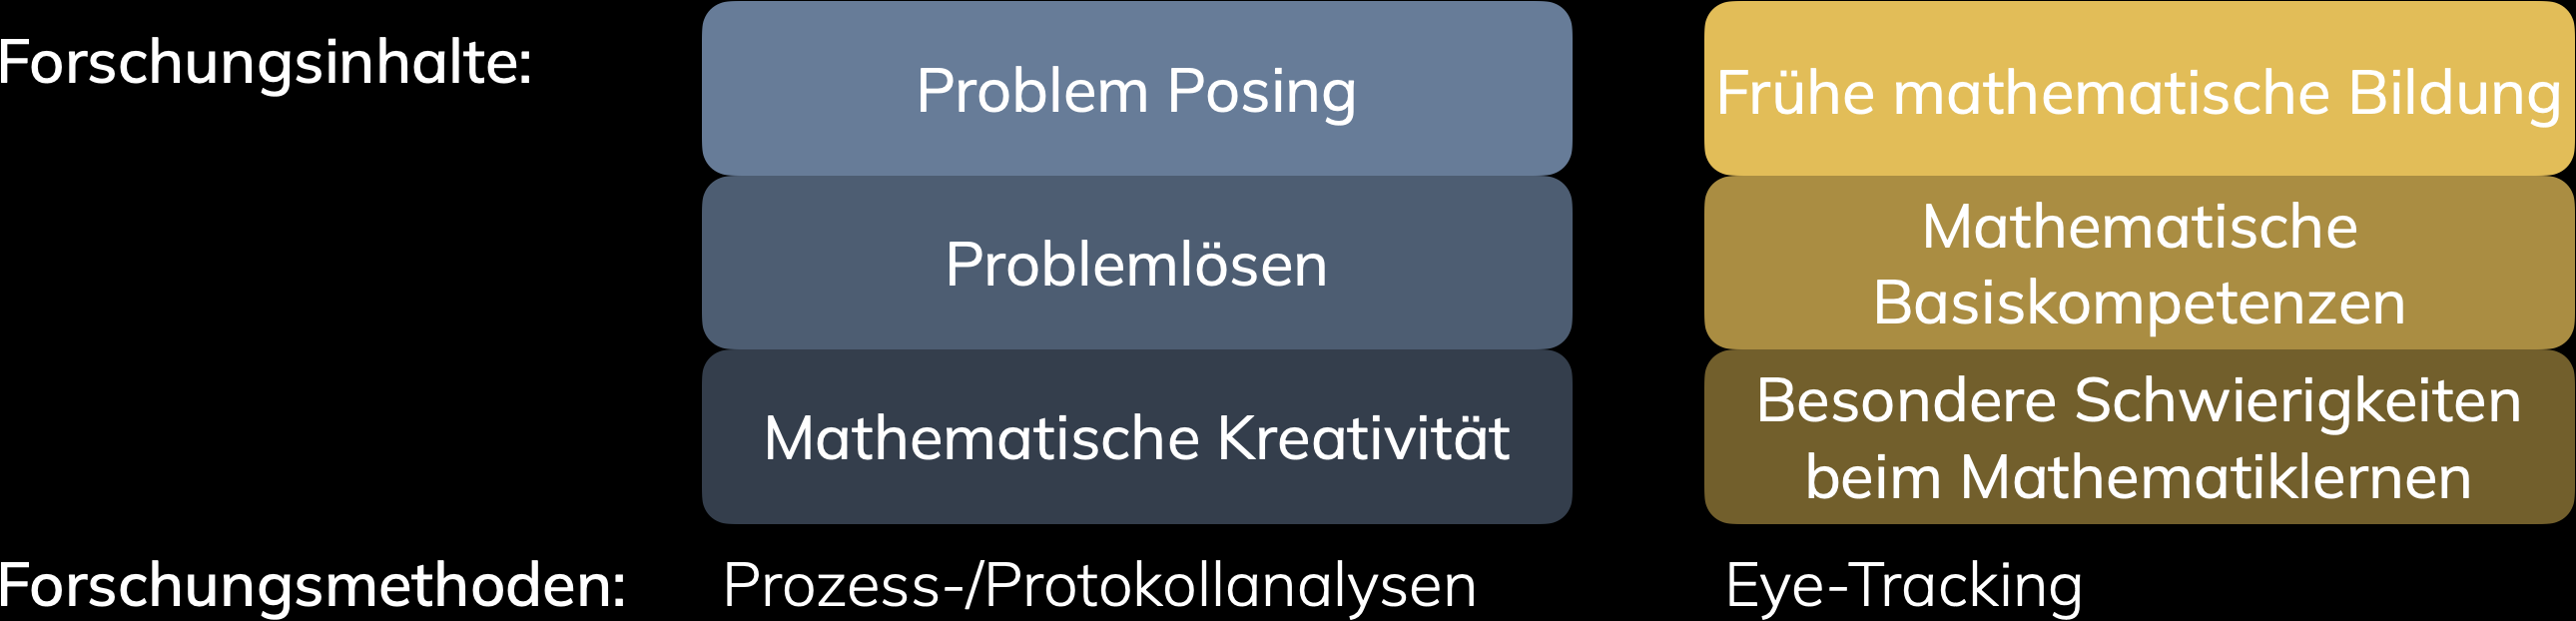 Forschungsinhalte:
Problem Posing
Problemlösen
Mathematische Kreativität
Frühe mathematische Bildung
Mathematische
Basiskompetenzen
Besondere Schwierigkeiten
beim Mathematiklernen
Forschungsmethoden:
Prozess-/Protokollanalysen
Eye-Tracking